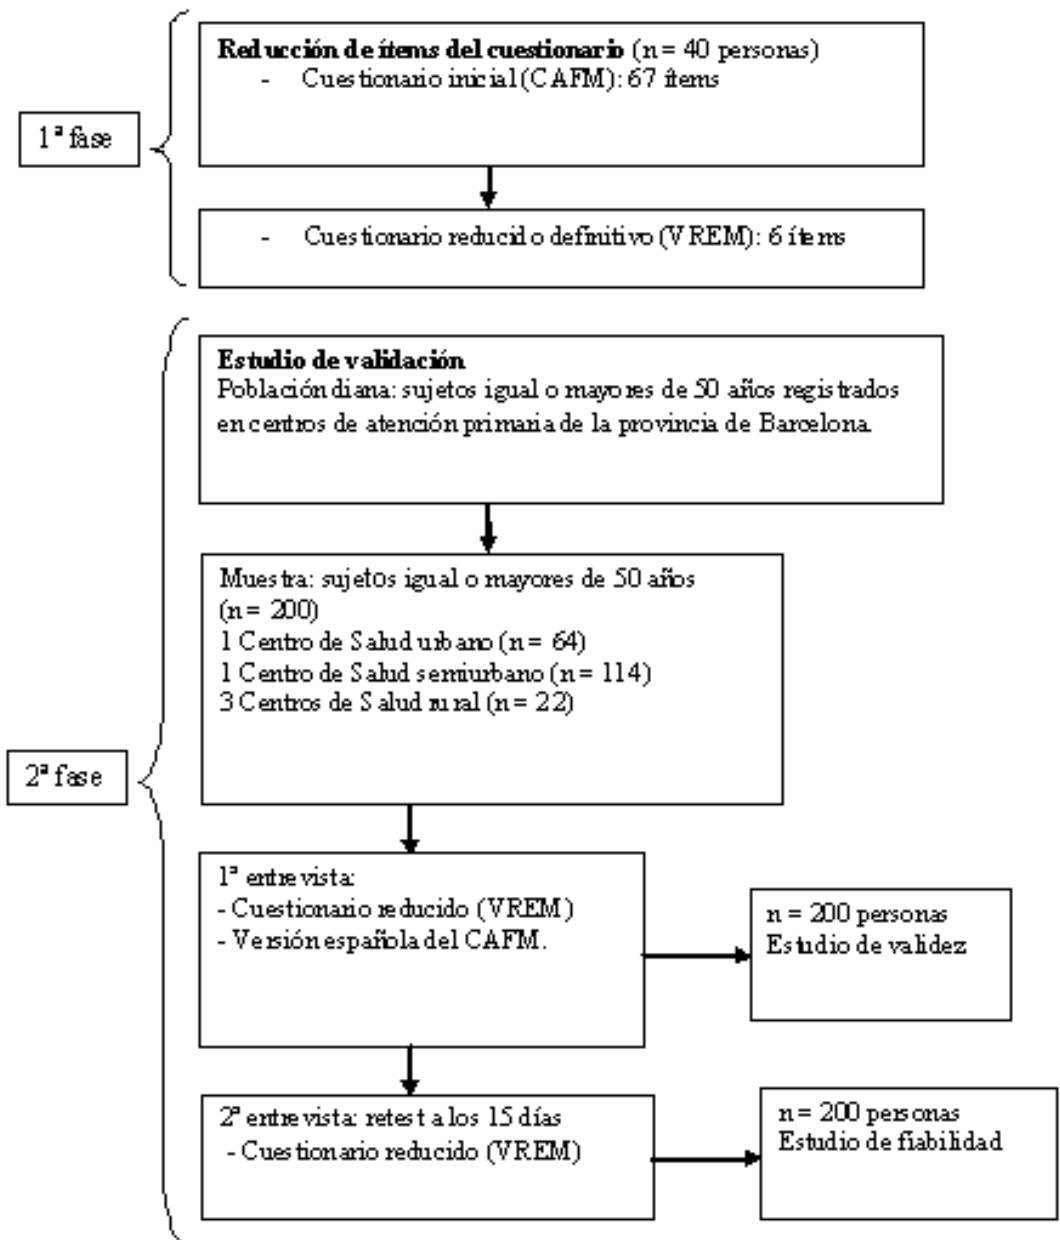 Reducción de ítems del cuestionario (n = 40 personas)
- Cuestionario inicial (CAFM): 67 ítems
1ª fase
- Cuestionario reducido definitivo (VREM): 6 ítems
Estudio de validación
Población diana: sujetos igual o mayores de 50 años registrados
en centros de atención primaria de la provincia de Barcelona.
Muestra: sujetos igual o mayores de 50 años
(n = 200)
1 Centro de Salud urbano (n = 64)
1 Centro de Salud semiurbano (n = 114)
3 Centros de Salud rural (n = 22)
2ª fase
1ª entrevista:
- Cuestionario reducido (VREM)
- Versión española del CAFM.
n = 200 personas
Estudio de validez
2ª entrevista: retest a los 15 días
- Cuestionario reducido (VREM)
n = 200 personas
Estudio de fiabilidad